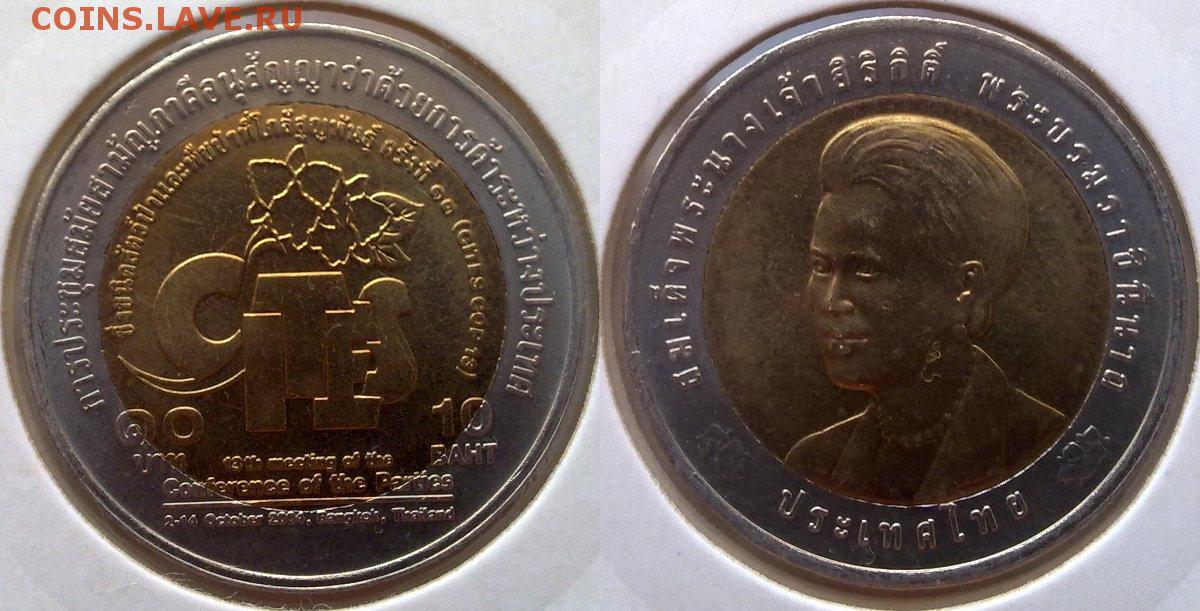 COINS.LAVE.RU
การประชุมสมัยสามัญภาคีอนุสัญญาว่าด้วยการค้าระหว่างประเทศ
ซึ่งชนิดสัตว์ป่าและพืชป่าที่ใกล้สูญพันธุ์ ครั้งที่ ๑๓ (CITES COP 13)
CITES
๑๐ 10
บาท BAHT
13th meeting of the
Conference of the Parties
2-14 October 2004, Bangkok, Thailand
สมเด็จพระนางเจ้าสิริกิติ์ พระบรมราชินีนาถ
ประเทศไทย